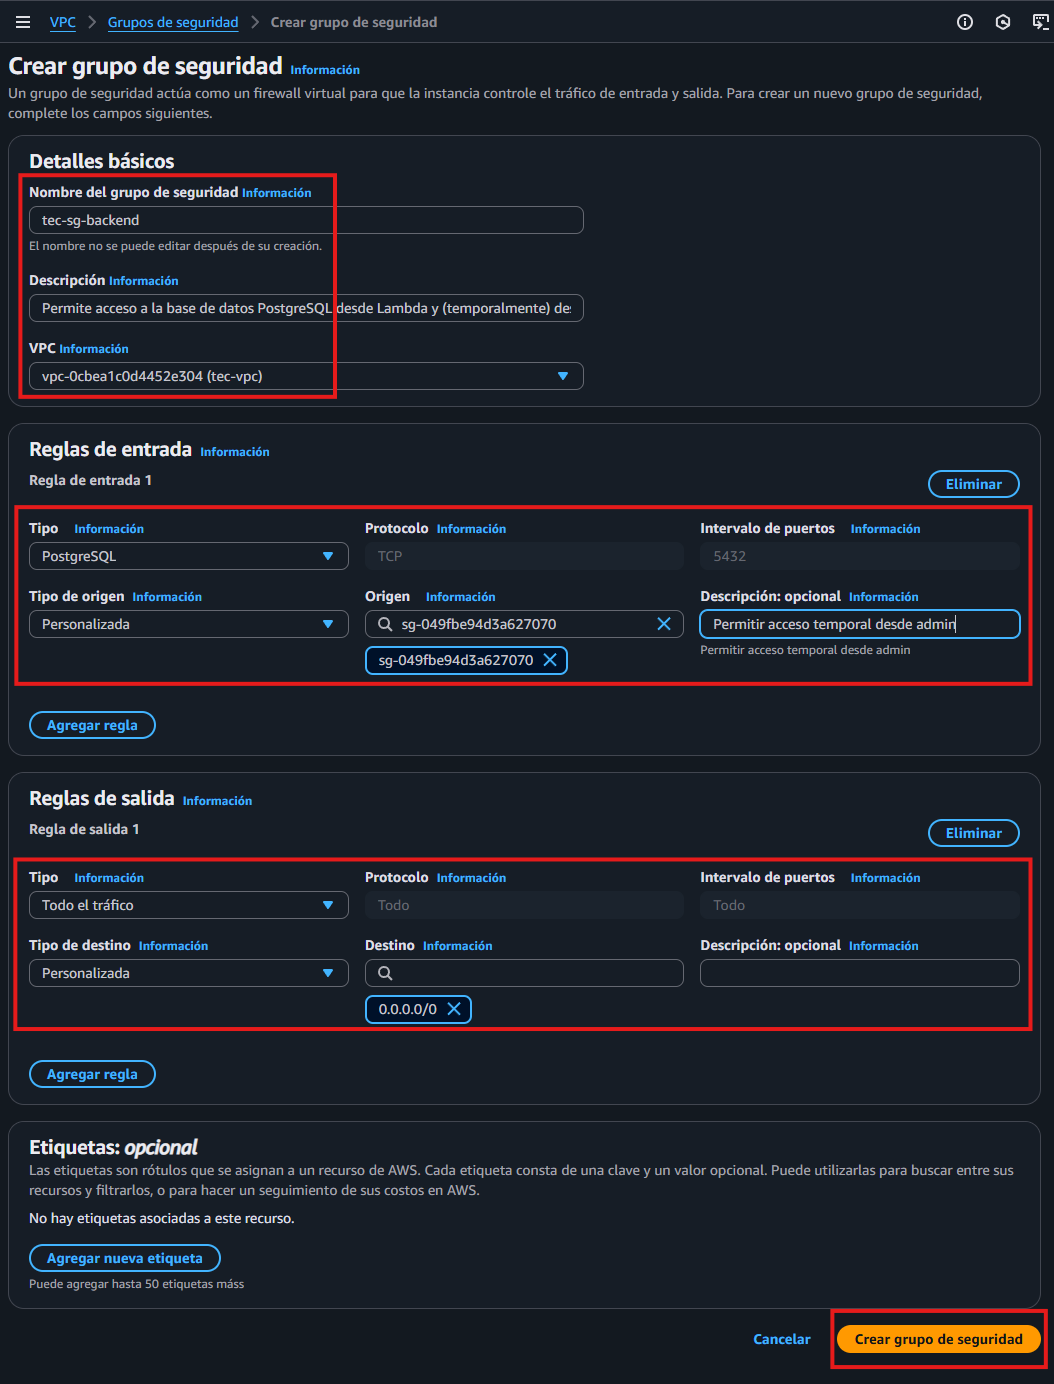 VPC > Grupos de seguridad > Crear grupo de seguridad
Crear grupo de seguridad Información
Un grupo de seguridad actúa como un firewall virtual para que la instancia controle el tráfico de entrada y salida. Para crear un nuevo grupo de seguridad,
complete los campos siguientes.
Detalles básicos
Nombre del grupo de seguridad Información
tec-sg-backend
El nombre no se puede editar después de su creación.
Descripción Información
Permite acceso a la base de datos PostgreSQL desde Lambda y (temporalmente) de
VPC Información
vpc-0cbea1c0d4452e304 (tec-vpc)
Reglas de entrada Información
Regla de entrada 1
Eliminar
Tipo Información Protocolo Información Intervalo de puertos Información
PostgreSQL TCP 5432
Tipo de origen Información Origen Información Descripción: opcional Información
Personalizada sg-049fbe94d3a627070 Permitir acceso temporal desde admin
sg-049fbe94d3a627070 Permitir acceso temporal desde admin
Agregar regla
Reglas de salida Información
Regla de salida 1
Eliminar
Tipo Información Protocolo Información Intervalo de puertos Información
Todo el tráfico Todo Todo
Tipo de destino Información Destino Información Descripción: opcional Información
Personalizada
0.0.0.0/0
Agregar regla
Etiquetas: opcional
Las etiquetas son rótulos que se asignan a un recurso de AWS. Cada etiqueta consta de una clave y un valor opcional. Puede utilizarlas para buscar entre sus
recursos y filtrarlos, o para hacer un seguimiento de sus costos en AWS.
No hay etiquetas asociadas a este recurso.
Agregar nueva etiqueta
Puede agregar hasta 50 etiquetas máss
Cancelar Crear grupo de seguridad